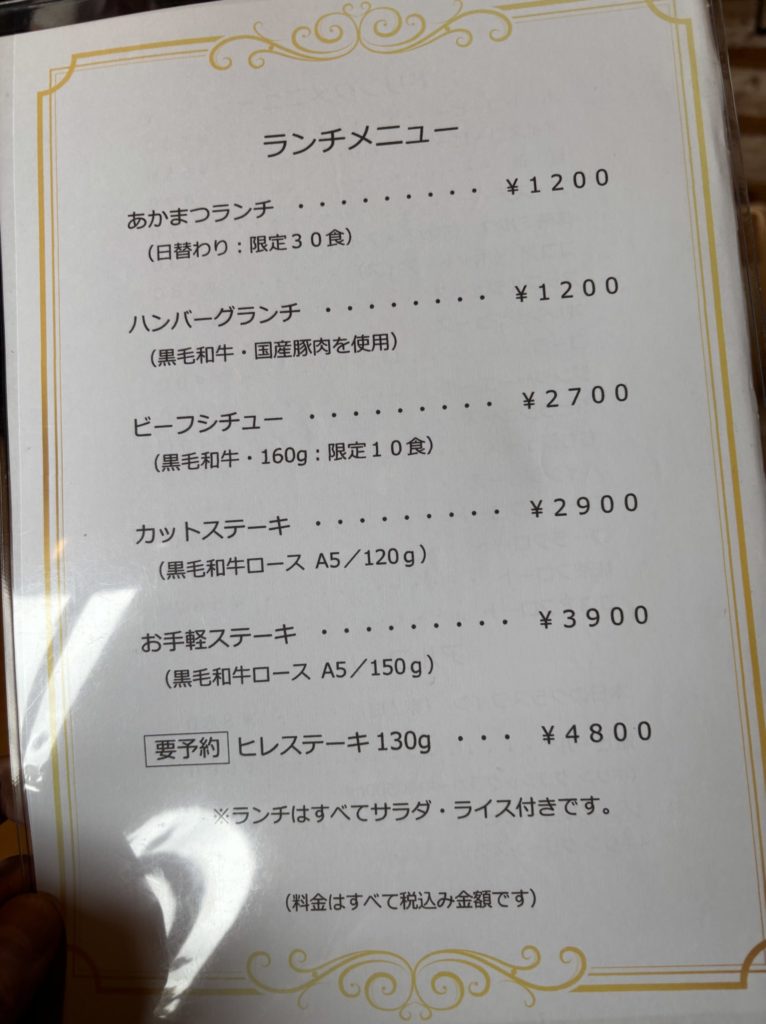 ランチメニュー
あかまつランチ ・・・・・・・・・ ￥１２００
（日替わり：限定３０食）
ハンバーグランチ ・・・・・・・・ ￥１２００
（黒毛和牛・国産豚肉を使用）
ビーフシチュー ・・・・・・・・・ ￥２７００
（黒毛和牛・160g：限定１０食）
カットステーキ ・・・・・・・・・ ￥２９００
（黒毛和牛ロース A5／120ｇ）
お手軽ステーキ ・・・・・・・・・ ￥３９００
（黒毛和牛ロース A5／150ｇ）
要予約 ヒレステーキ 130g ・・・ ￥４８００
※ランチはすべてサラダ・ライス付きです。
（料金はすべて税込み金額です）